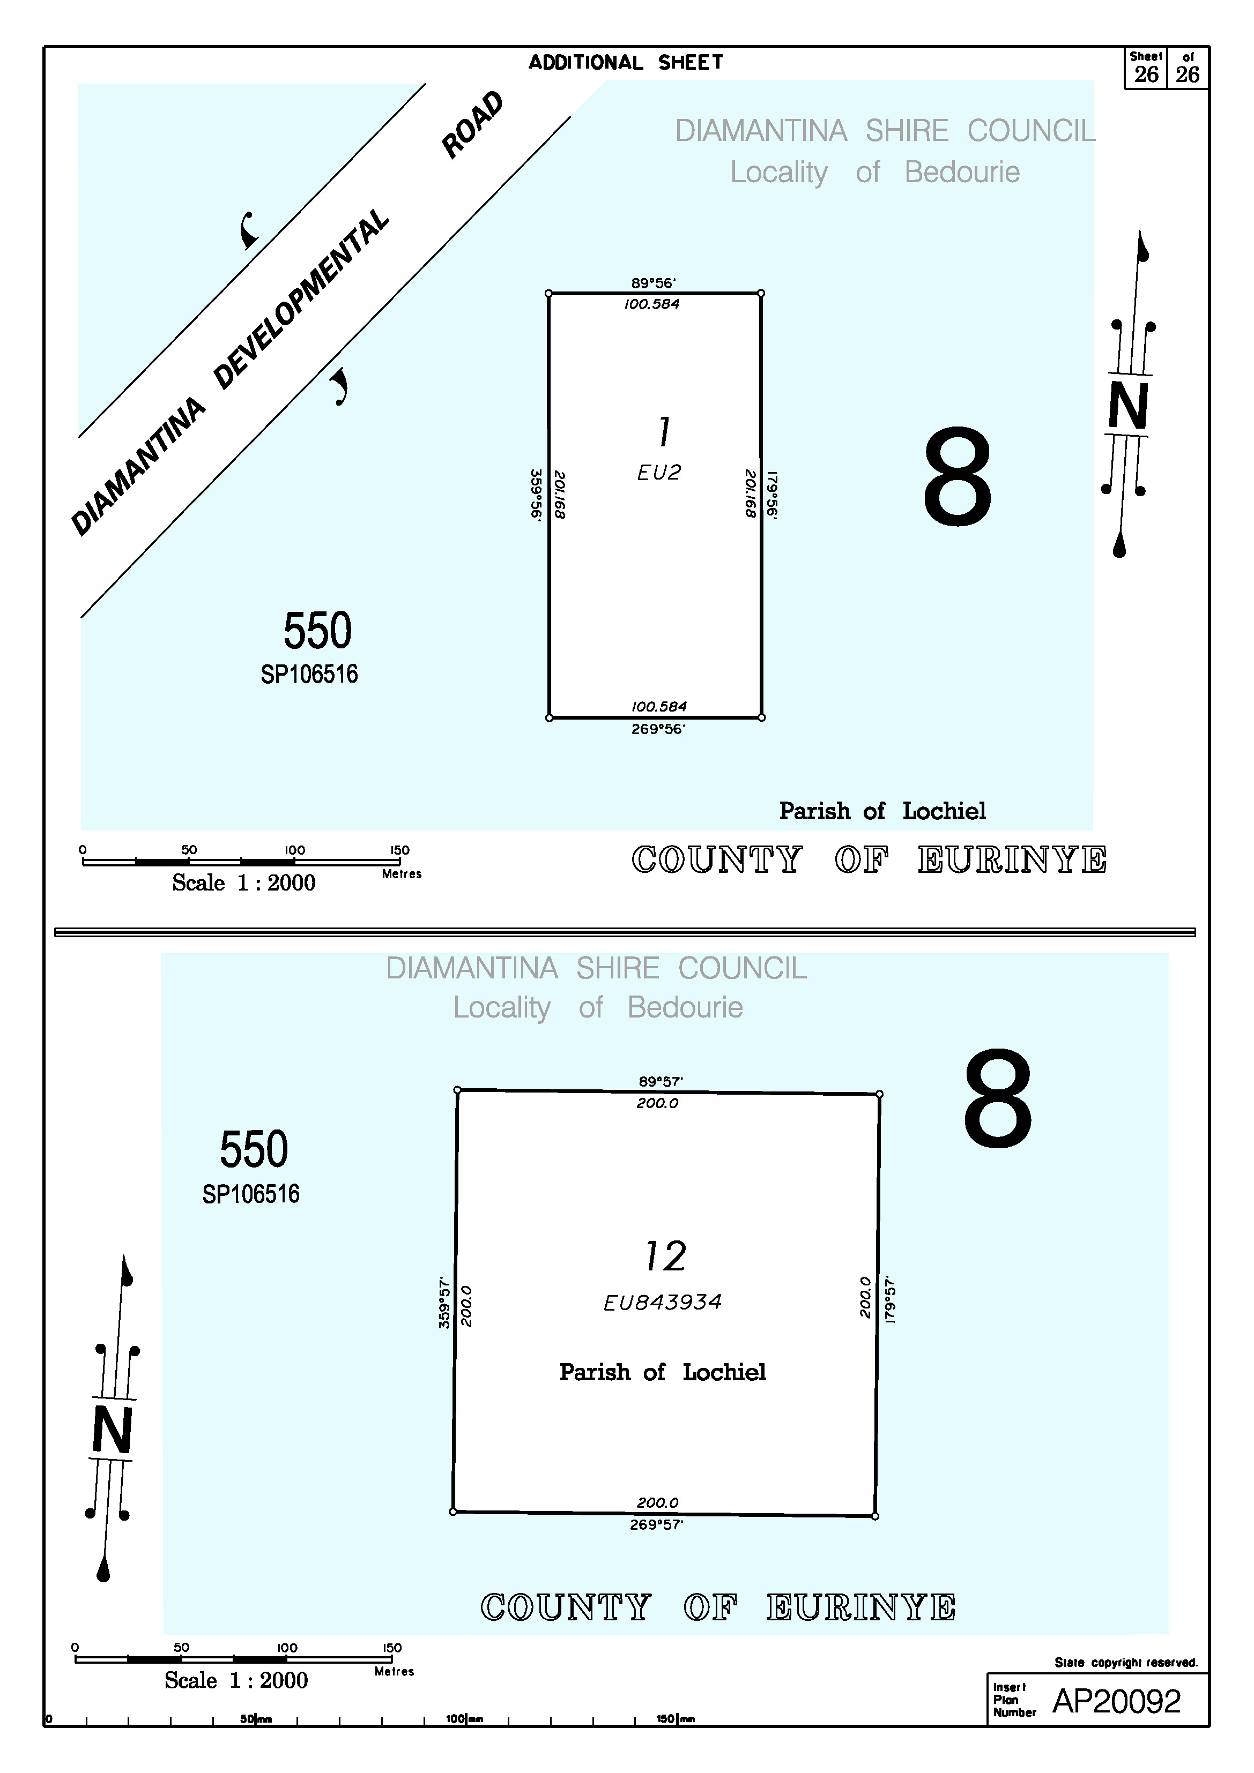 ADDITIONAL SHEET
Sheet of
26 26
DIAMANTINA SHIRE COUNCIL
Locality of Bedourie
DIAMANTINA DEVELOPMENTAL ROAD
y
y
N
89°56'
100.584
1
EU2
359°56'
201.168
201.168
179°56'
8
550
SP106516
100.584
269°56'
Parish of Lochiel
COUNTY OF EURINYE
0 50 100 150
Metres
Scale 1 : 2000
DIAMANTINA SHIRE COUNCIL
Locality of Bedourie
8
89°57'
200.0
550
SP106516
12
EU843934
359°57'
200.0
200.0
179°57'
Parish of Lochiel
N
200.0
269°57'
COUNTY OF EURINYE
0 50 100 150
Metres
Scale 1 : 2000
State copyright reserved.
Insert
Plan
Number
AP20092
0 50mm 100mm 150mm